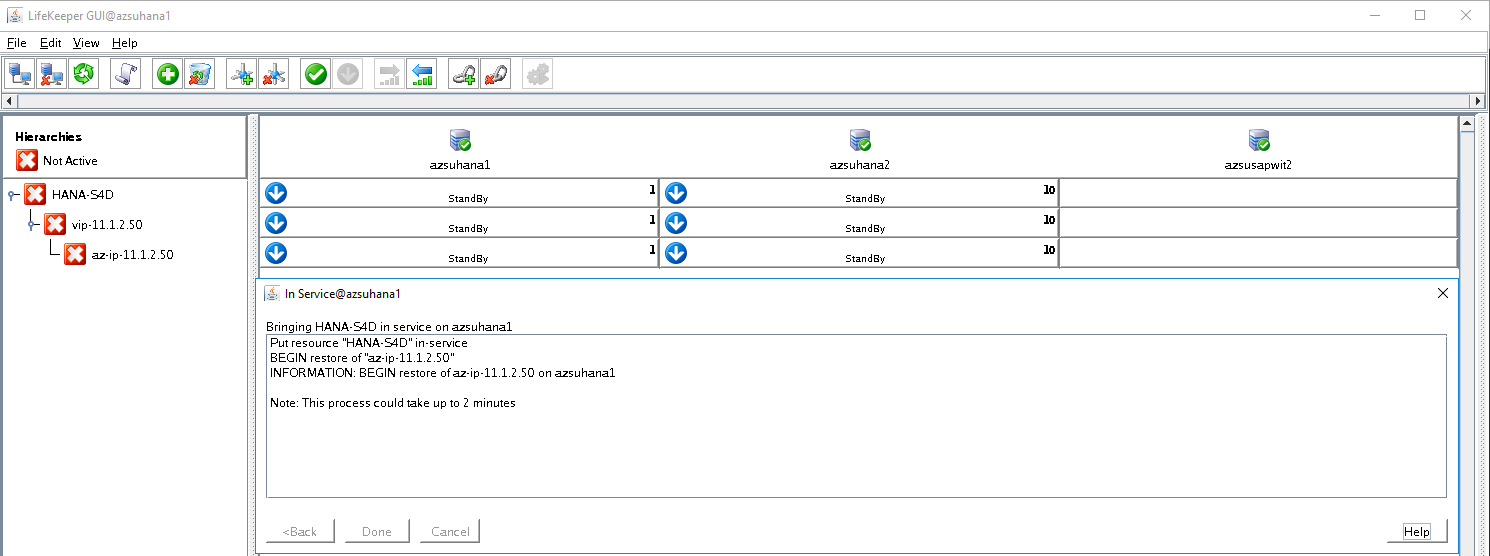 LifeKeeper GUI@azsuhana1
File Edit View Help
Hierarchies
Not Active
azsuhana1 azsuhana2 azsusapwit2
HANA-S4D StandBy 1 StandBy 10
vip-11.1.2.50 StandBy 1 StandBy 10
az-ip-11.1.2.50 StandBy 1 StandBy 10
In Service@azsuhana1
Bringing HANA-S4D in service on azsuhana1
Put resource "HANA-S4D" in-service
BEGIN restore of "az-ip-11.1.2.50"
INFORMATION: BEGIN restore of az-ip-11.1.2.50 on azsuhana1
Note: This process could take up to 2 minutes
<Back Done Cancel Help